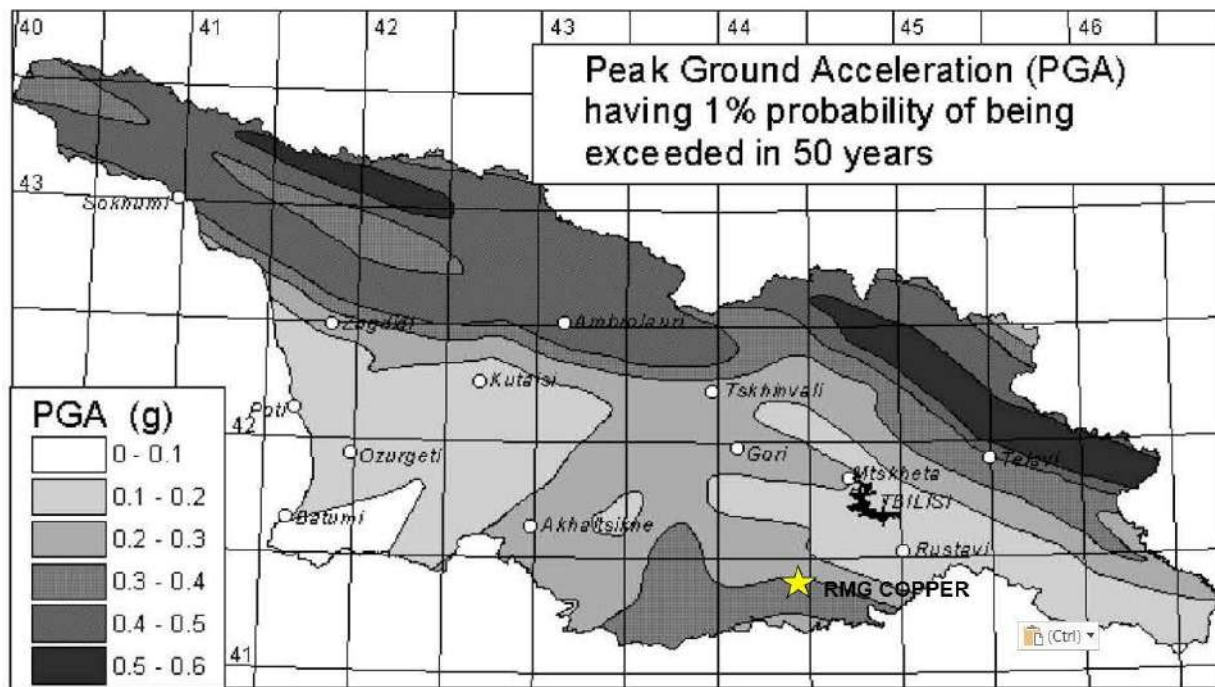 40
41
42
43
44
45
46
Peak Ground Acceleration (PGA)
having 1% probability of being
exceeded in 50 years
43
Sokhumi
Zugdidi
Ambrolauri
Kutaisi
Tskhinvali
Poti
42
Ozurgeti
Gori
Telavi
Mtskheta
TBILISI
Batumi
Akhaltsikhe
Rustavi
RMG COPPER
41
PGA (g)
0 - 0.1
0.1 - 0.2
0.2 - 0.3
0.3 - 0.4
0.4 - 0.5
0.5 - 0.6
(Ctrl)